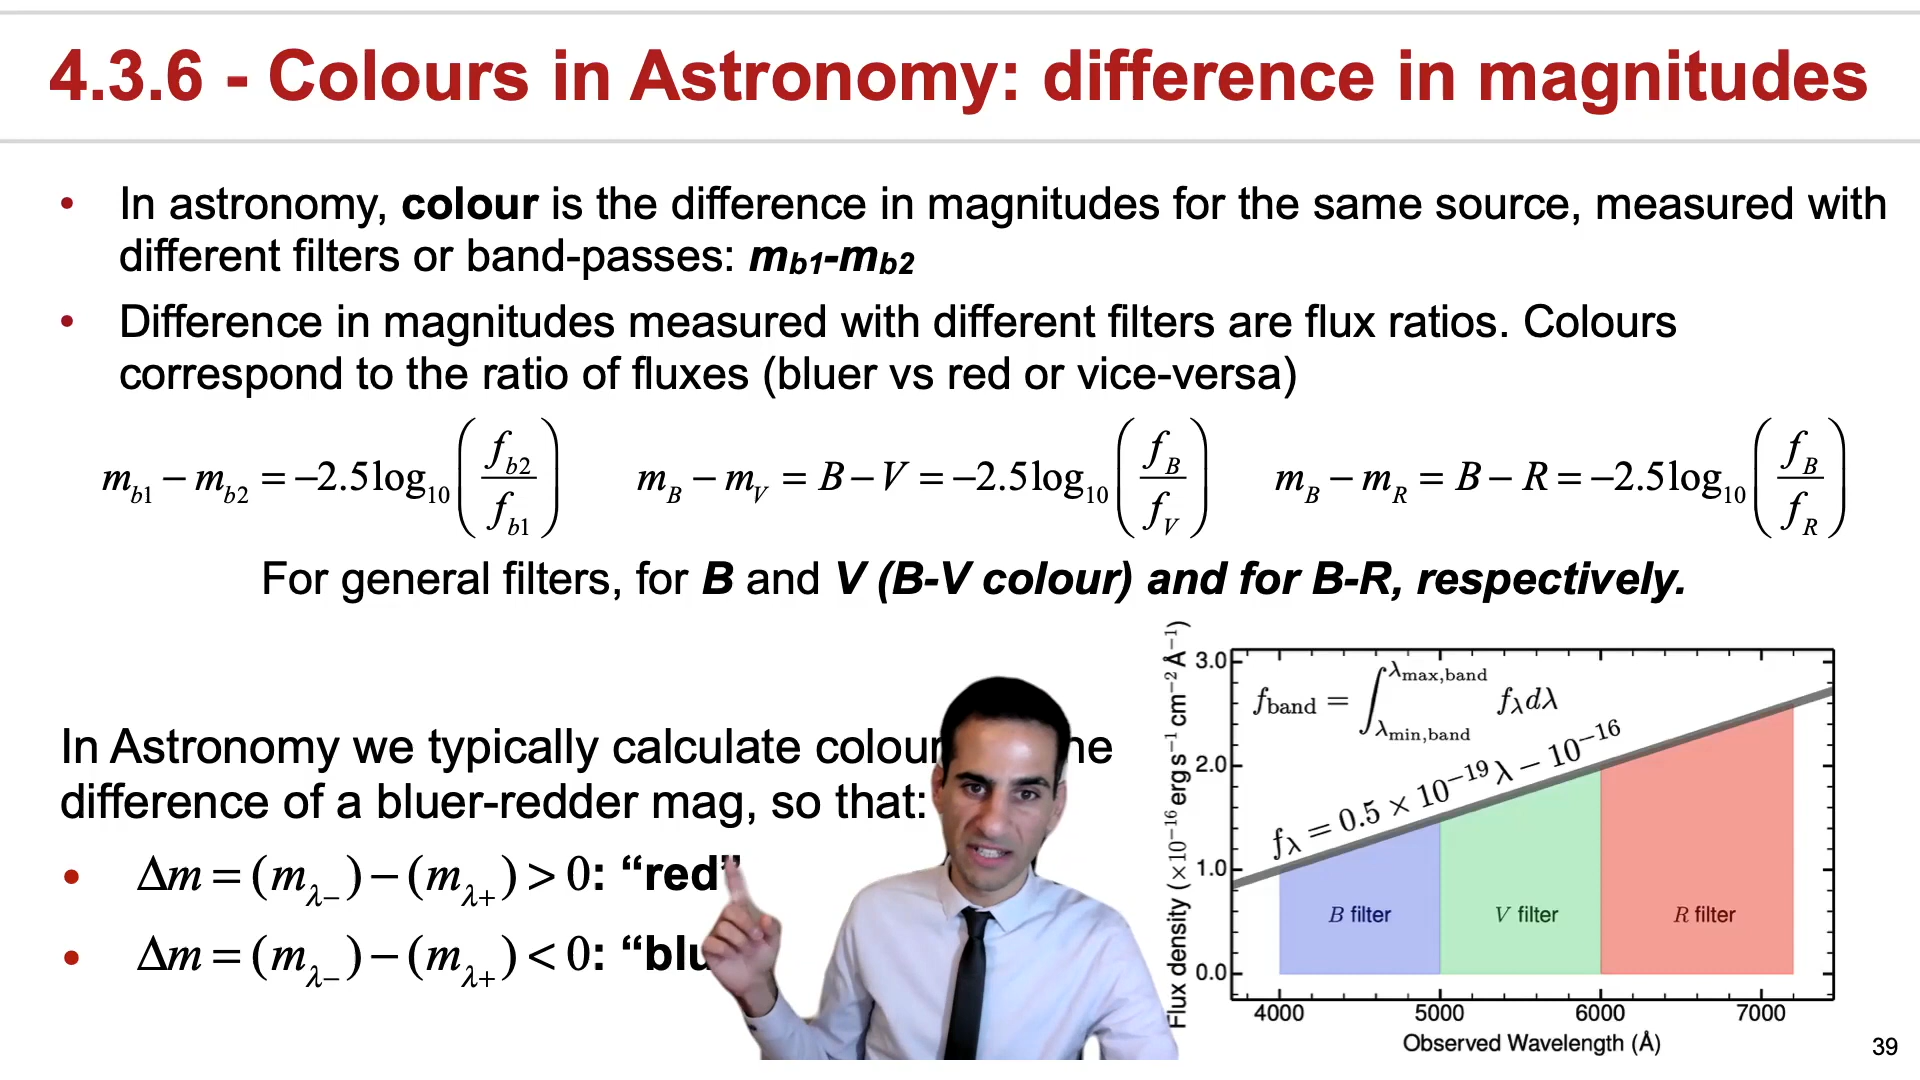 4.3.6 - Colours in Astronomy: difference in magnitudes
• In astronomy, colour is the difference in magnitudes for the same source, measured with
different filters or band-passes: m_b1-m_b2
• Difference in magnitudes measured with different filters are flux ratios. Colours
correspond to the ratio of fluxes (bluer vs red or vice-versa)
m_b1 − m_b2 = −2.5 log_10 (f_b2 / f_b1) m_B − m_V = B − V = −2.5 log_10 (f_B / f_V) m_B − m_R = B − R = −2.5 log_10 (f_B / f_R)
For general filters, for B and V (B-V colour) and for B-R, respectively.
In Astronomy we typically calculate colour
difference of a bluer-redder mag, so that:
• Δm = (m_λ−) − (m_λ+) > 0: “red”
• Δm = (m_λ−) − (m_λ+) < 0:
Flux density (×10^−16 erg s^−1 cm^−2 Å^−1)
3.0
2.0
1.0
0.0
f_band = ∫_λmin,band^λmax,band f_λ dλ
f_λ = 0.5 × 10^−19 λ − 10^−16
B filter V filter R filter
4000 5000 6000 7000
Observed Wavelength (Å)
39